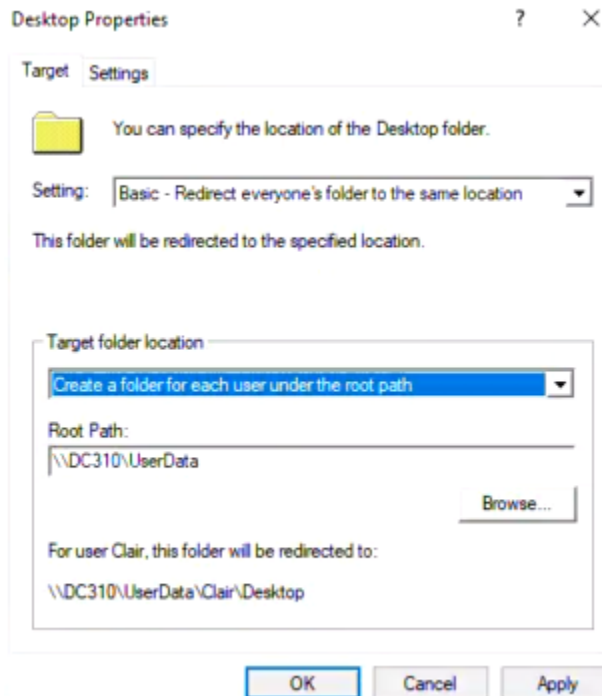 Desktop Properties
?
Target
Settings
You can specify the location of the Desktop folder.
Setting:
Basic - Redirect everyone's folder to the same location
This folder will be redirected to the specified location.
Target folder location
Create a folder for each user under the root path
Root Path:
\\DC310\UserData
Browse...
For user Clair, this folder will be redirected to:
\\DC310\UserData\Clair\Desktop
OK
Cancel
Apply